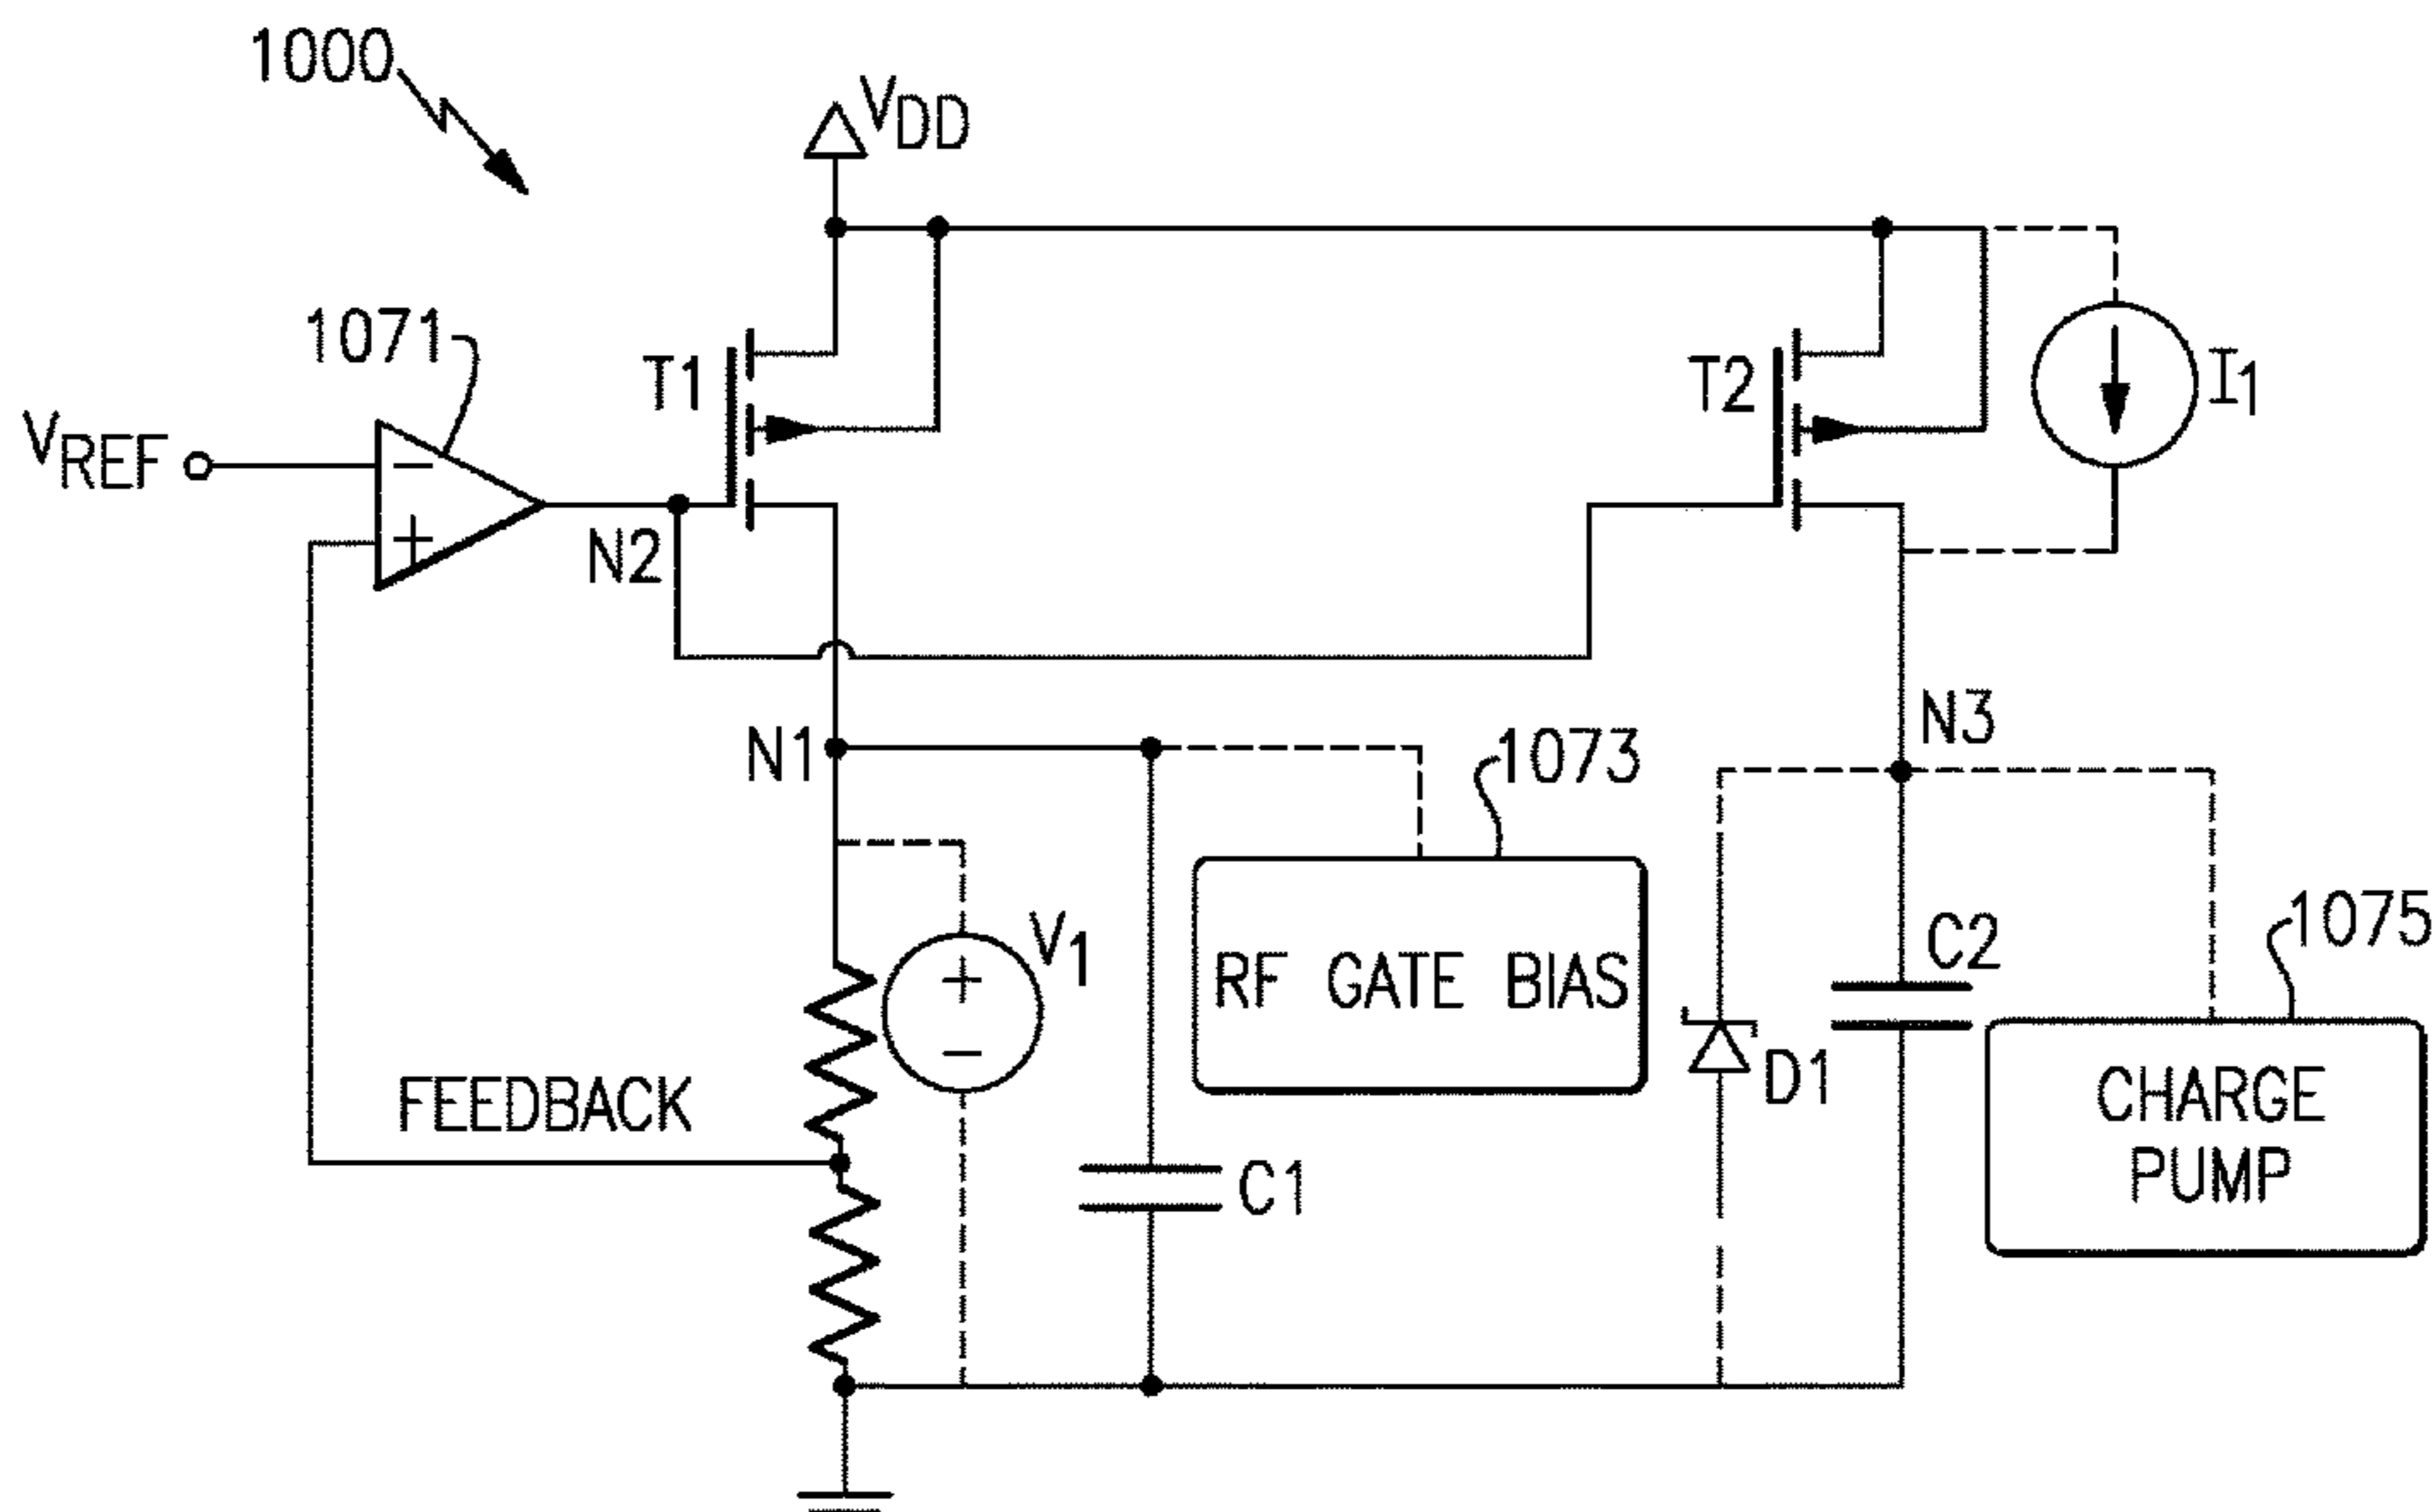 1000
VDD
1071
T1
T2
I1
VREF
−
+
N2
N1
1073
N3
V1
+
−
RF GATE BIAS
C2
1075
D1
CHARGE
PUMP
FEEDBACK
C1